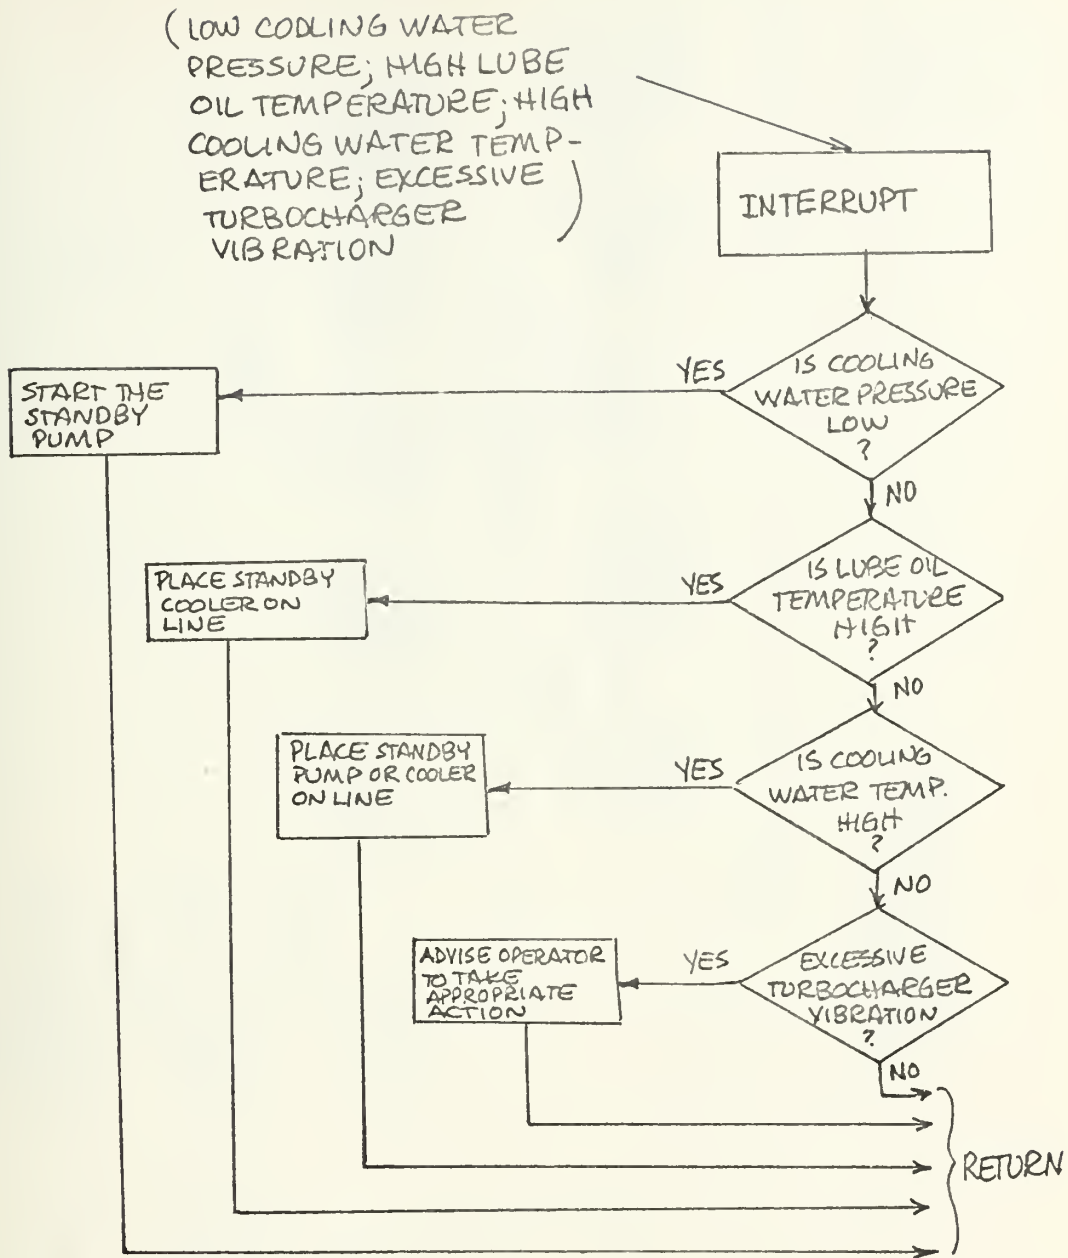 (LOW COOLING WATER
PRESSURE; HIGH LUBE
OIL TEMPERATURE; HIGH
COOLING WATER TEMP-
ERATURE; EXCESSIVE
TURBOCHARGER
VIBRATION)
INTERRUPT
IS COOLING
WATER PRESSURE
LOW
?
YES
START THE
STANDBY
PUMP
NO
IS LUBE OIL
TEMPERATURE
HIGH
?
YES
PLACE STANDBY
COOLER ON
LINE
NO
IS COOLING
WATER TEMP.
HIGH
?
YES
PLACE STANDBY
PUMP OR COOLER
ON LINE
NO
EXCESSIVE
TURBOCHARGER
VIBRATION
?
YES
ADVISE OPERATOR
TO TAKE
APPROPRIATE
ACTION
NO
RETURN